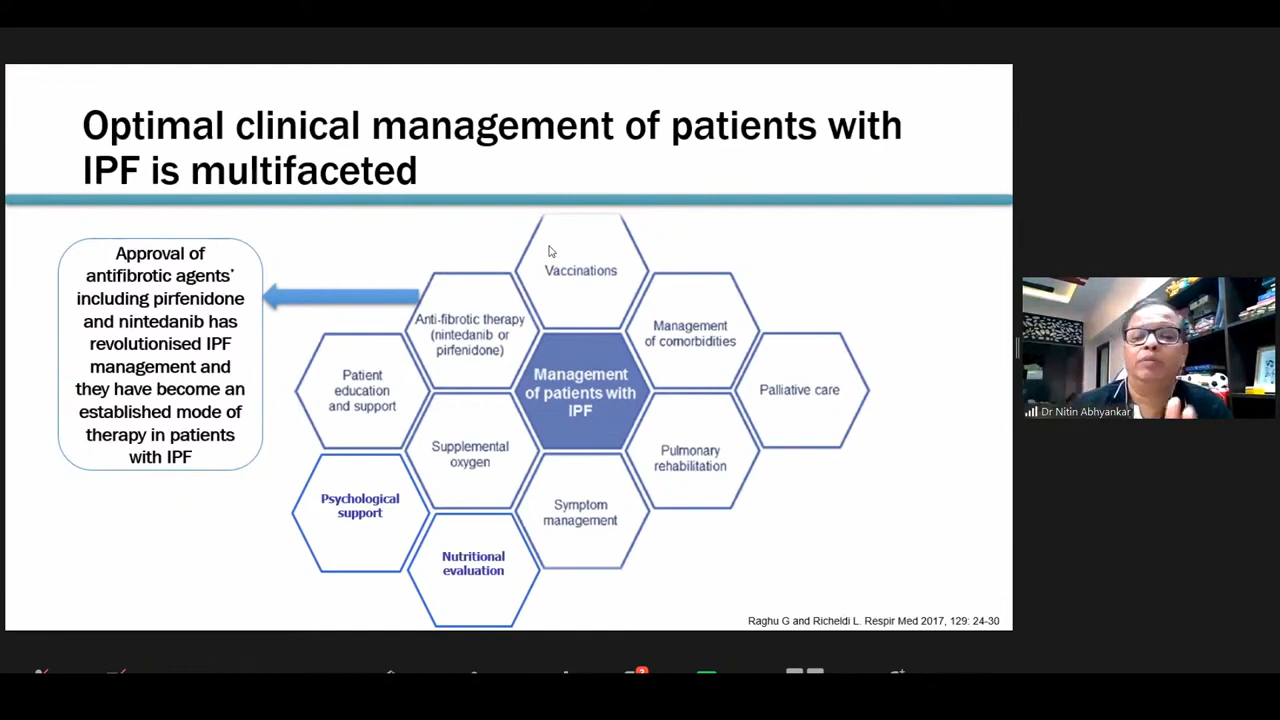 Optimal clinical management of patients with
IPF is multifaceted
Approval of
antifibrotic agents’
including pirfenidone
and nintedanib has
revolutionised IPF
management and
they have become an
established mode of
therapy in patients
with IPF
Vaccinations
Anti-fibrotic therapy
(nintedanib or
pirfenidone)
Management
of comorbidities
Patient
education
and support
Management
of patients with
IPF
Palliative care
Supplemental
oxygen
Pulmonary
rehabilitation
Psychological
support
Symptom
management
Nutritional
evaluation
Raghu G and Richeldi L. Respir Med 2017, 129: 24-30
Dr Nitin Abhyankar